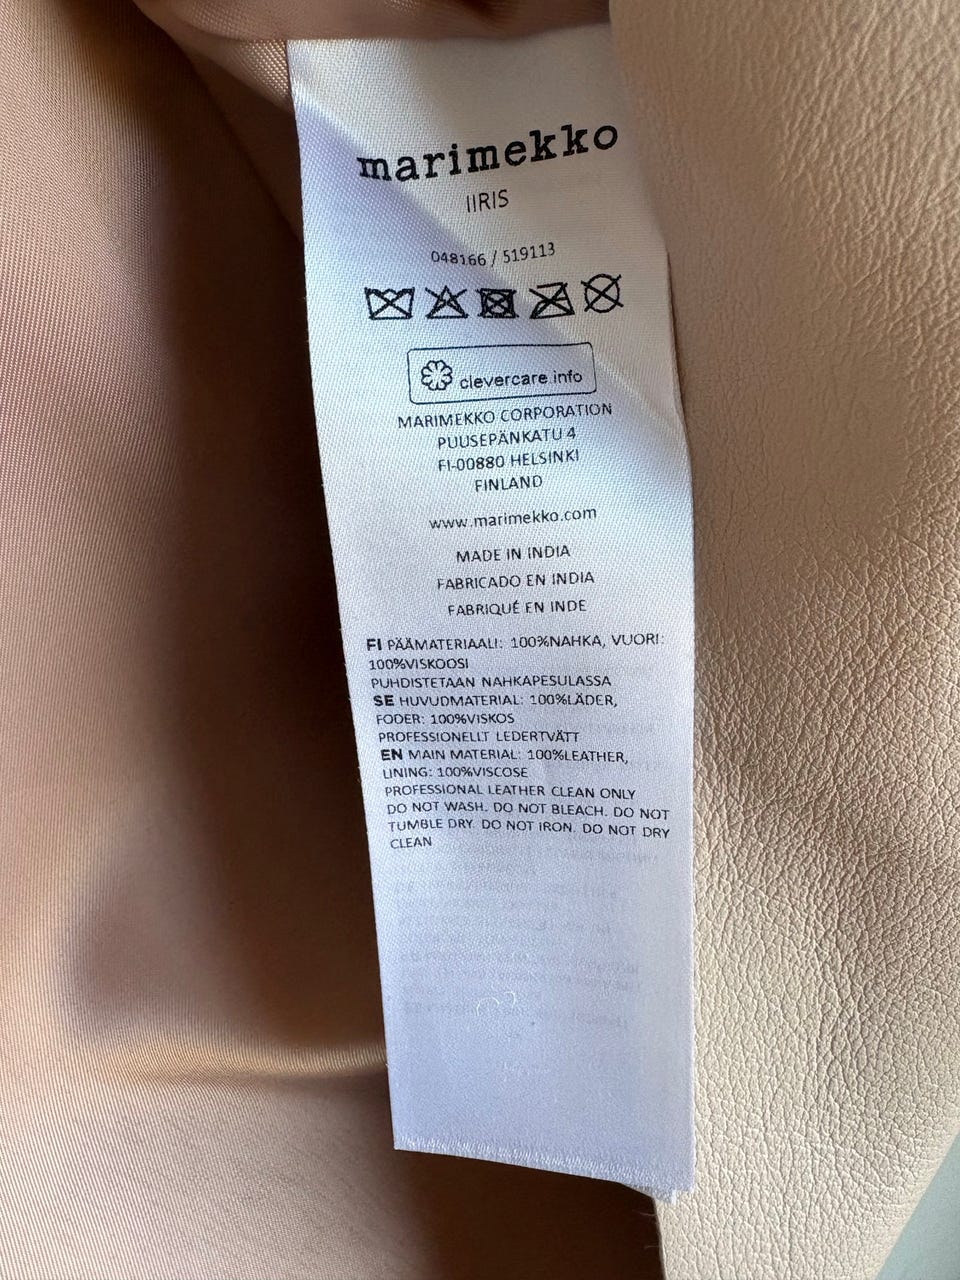 marimekko
IIRIS
048166 / 519113
clevercare.info
MARIMEKKO CORPORATION
PUUSEPÄNKATU 4
FI-00880 HELSINKI
FINLAND
www.marimekko.com
MADE IN INDIA
FABRICADO EN INDIA
FABRIQUÉ EN INDE
FI PÄÄMATERIAALI: 100%NAHKA, VUORI:
100%VISKOOSI
PUHDISTETAAN NAHKAPESULASSA
SE HUVUDMATERIAL: 100%LÄDER,
FODER: 100%VISKOS
PROFESSIONELLT LEDERTVÄTT
EN MAIN MATERIAL: 100%LEATHER,
LINING: 100%VISCOSE
PROFESSIONAL LEATHER CLEAN ONLY
DO NOT WASH. DO NOT BLEACH. DO NOT
TUMBLE DRY. DO NOT IRON. DO NOT DRY
CLEAN